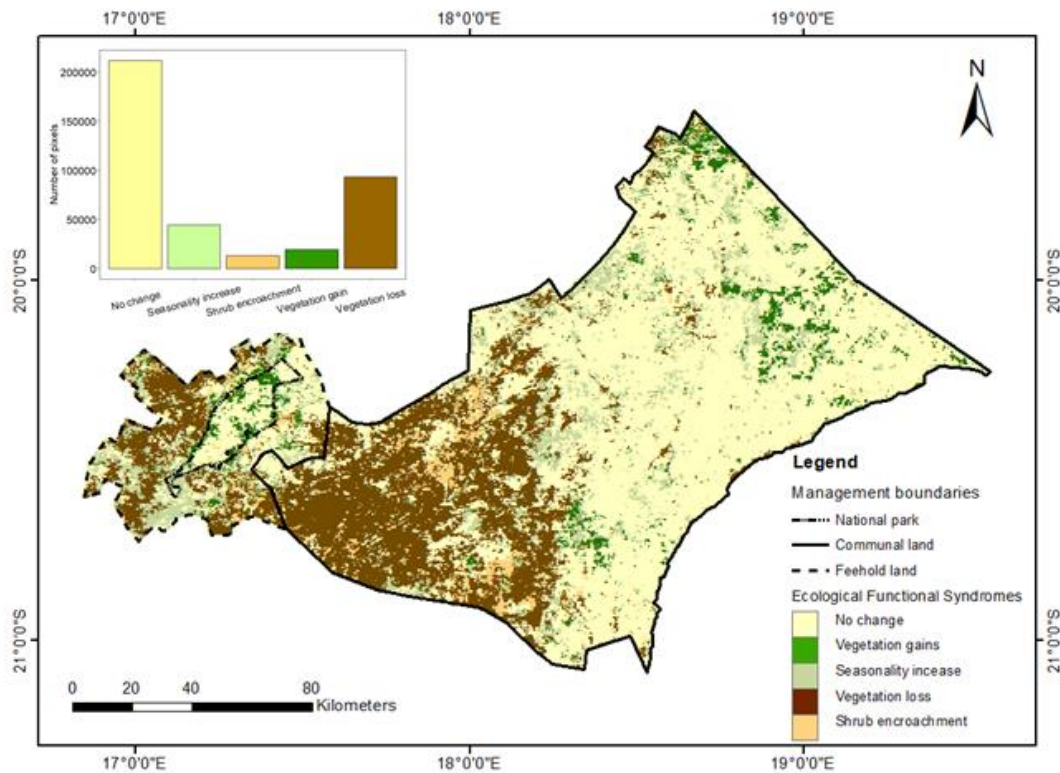 17°0'0"E 18°0'0"E 19°0'0"E
N
200000
150000
100000
50000
0
Number of pixels
No change
Seasonality increase
Shrub encroachment
Vegetation gain
Vegetation loss
20°0'0"S
20°0'0"S
21°0'0"S
21°0'0"S
Legend
Management boundaries
National park
Communal land
Feehold land
Ecological Functional Syndromes
No change
Vegetation gains
Seasonality incease
Vegetation loss
Shrub encroachment
0 20 40 80
Kilometers
17°0'0"E 18°0'0"E 19°0'0"E